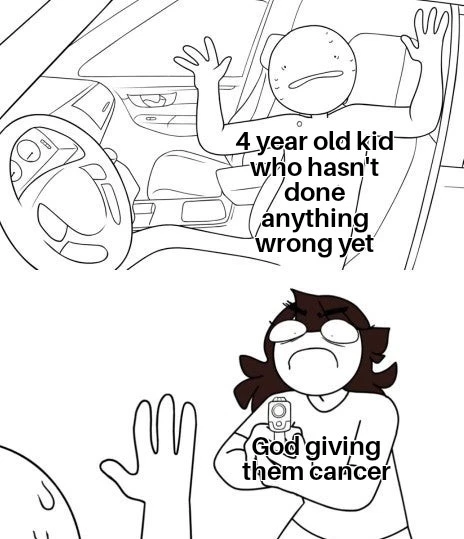 4 year old kid
who hasn't
done
anything
wrong yet
God giving
them cancer